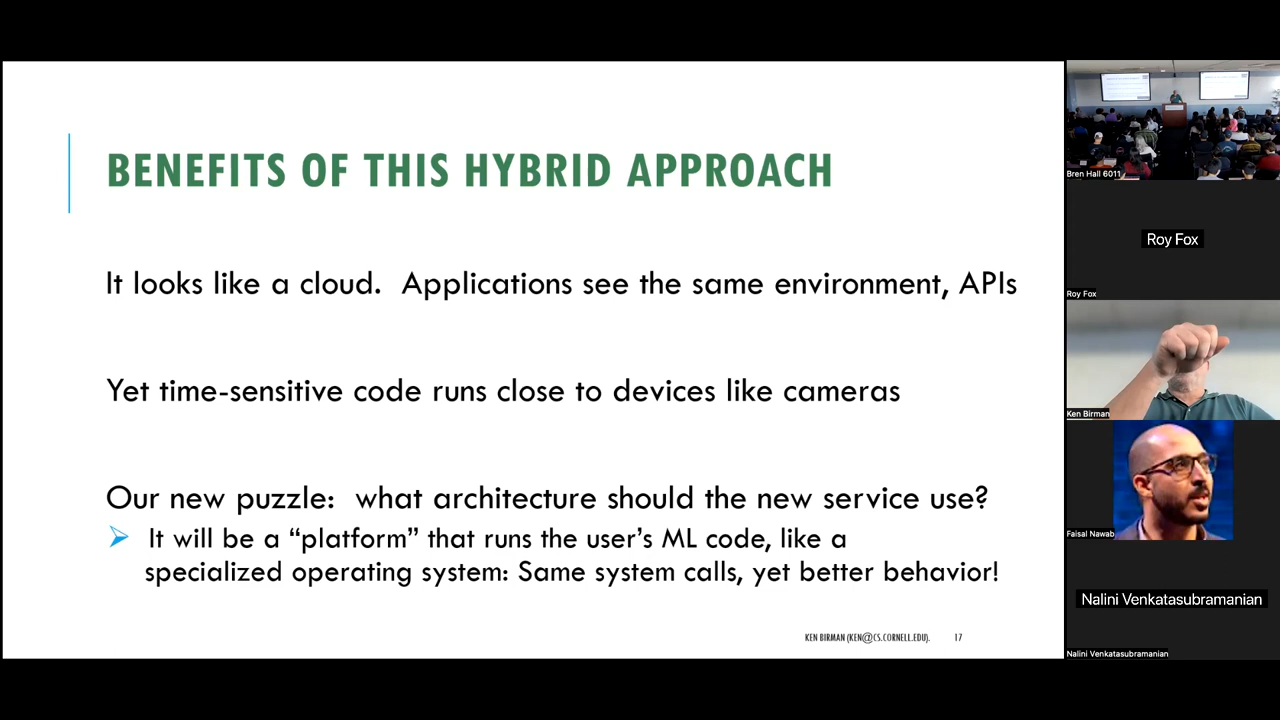 BENEFITS OF THIS HYBRID APPROACH
It looks like a cloud.  Applications see the same environment, APIs
Yet time-sensitive code runs close to devices like cameras
Our new puzzle:  what architecture should the new service use?
It will be a “platform” that runs the user’s ML code, like a
specialized operating system: Same system calls, yet better behavior!
KEN BIRMAN (KEN@CS.CORNELL.EDU).
17
Bren Hall 6011
Roy Fox
Roy Fox
Ken Birman
Faisal Nawab
Nalini Venkatasubramanian
Nalini Venkatasubramanian